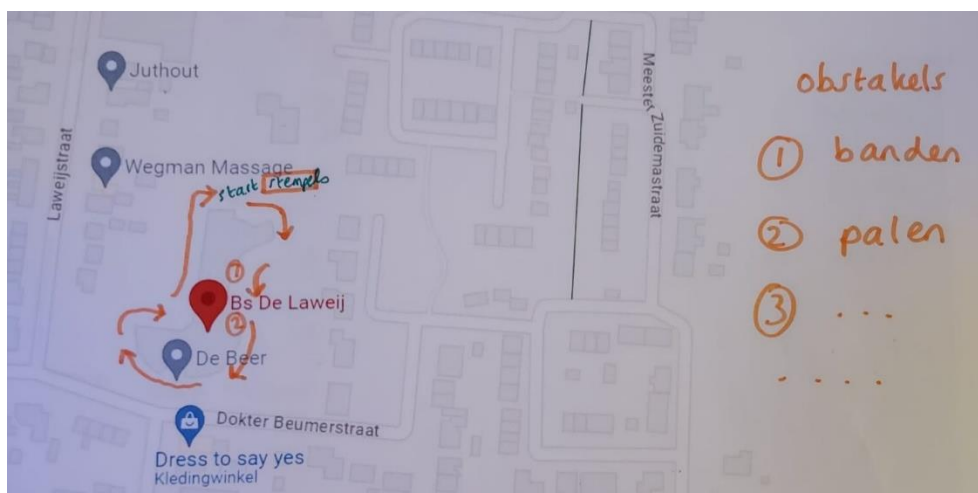 Juthout
Wegman Massage
start stempels
Laweijstraat
①
Bs De Laweij
②
De Beer
Dokter Beumerstraat
Dress to say yes
Kledingwinkel
Meester Zuidemastraat
obstakels
① banden
② palen
③ ...
.....